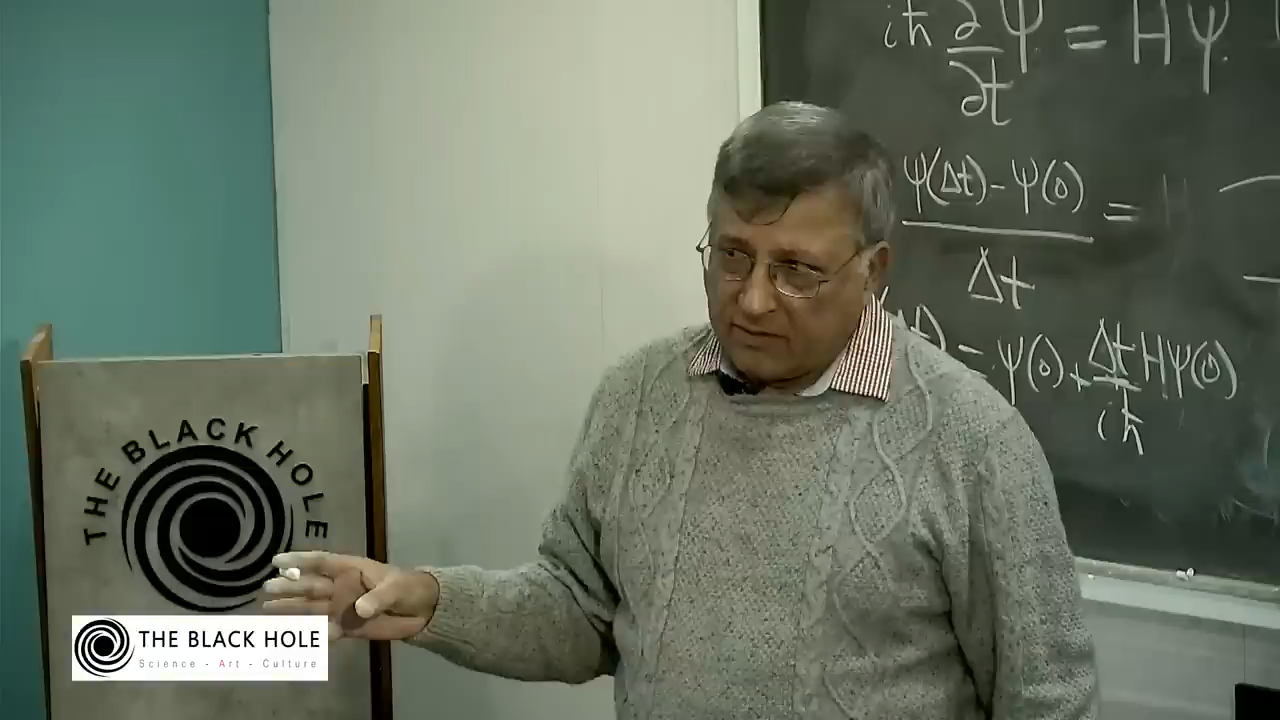 iħ ∂Ψ/∂t = HΨ
Ψ(Δt) - Ψ(0) / Δt = H
Δt) = Ψ(0) + Δt/iħ HΨ(0)
THE BLACK HOLE
THE BLACK HOLE
Science - Art - Culture